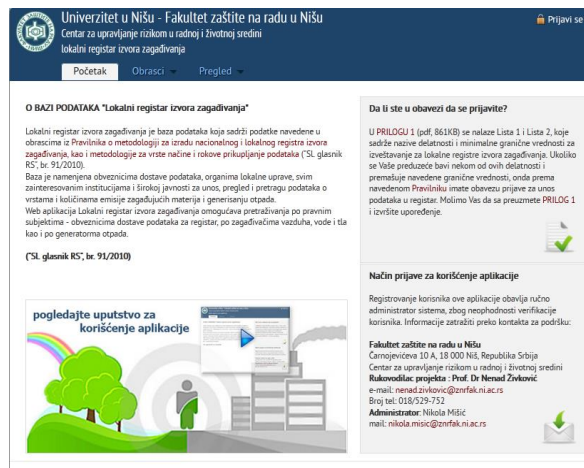 Univerzitet u Nišu - Fakultet zaštite na radu u Nišu
Centar za upravljanje rizikom u radnoj i životnoj sredini
lokalni registar izvora zagađivanja
Prijavi se
Početak
Obrasci
Pregled
O BAZI PODATAKA "Lokalni registar izvora zagađivanja"
Lokalni registar izvora zagađivanja je baza podataka koja sadrži podatke navedene u
obrascima iz Pravilnika o metodologiji za izradu nacionalnog i lokalnog registra izvora
zagađivanja, kao i metodologije za vrste načine i rokove prikupljanje podataka ("Sl. glasnik
RS", br. 91/2010).
Baza je namenjena obveznicima dostave podataka, organima lokalne uprave, svim
zainteresovanim institucijama i širokoj javnosti za unos, pregled i pretragu podataka o
vrstama i količinama emisije zagađujućih materija i generisanju otpada.
Web aplikacija Lokalni registar izvora zagađivanja omogućava pretraživanja po pravnim
subjektima - obveznicima dostave podataka za registar, po zagađivačima vazduha, vode i tla
kao i po generatorma otpada.
("Sl. glasnik RS", br. 91/2010)
pogledajte uputstvo za
korišćenje aplikacije
Da li ste u obavezi da se prijavite?
U PRILOGU 1 (pdf, 861KB) se nalaze Lista 1 i Lista 2, koje
sadrže nazive delatnosti i minimalne granične vrednosti za
izveštavanje za lokalne registre izvora zagađivanja. Ukoliko
se Vaše preduzeće bavi nekom od ovih delatnosti i
premašuje navedene granične vrednosti, onda prema
navedenom Pravilniku imate obavezu prijave za unos
podataka u registar. Molimo Vas da sa preuzmete PRILOG 1
i izvršite upoređenje.
Način prijave za korišćenje aplikacije
Registrovanje korisnika ove aplikacije obavlja ručno
administrator sistema, zbog neophodnosti verifikacije
korisnika. Informacije zatražiti preko kontakta za podršku:
Fakultet zaštite na radu u Nišu
Čarnojevićeva 10 A, 18 000 Niš, Republika Srbija
Centar za upravljanje rizikom u radnoj i životnoj sredini
Rukovodilac projekta : Prof. Dr Nenad Živković
e-mail: nenad.zivkovic@znrfak.ni.ac.rs
Broj tel: 018/529-752
Administrator: Nikola Mišić
mail: nikola.misic@znrfak.ni.ac.rs